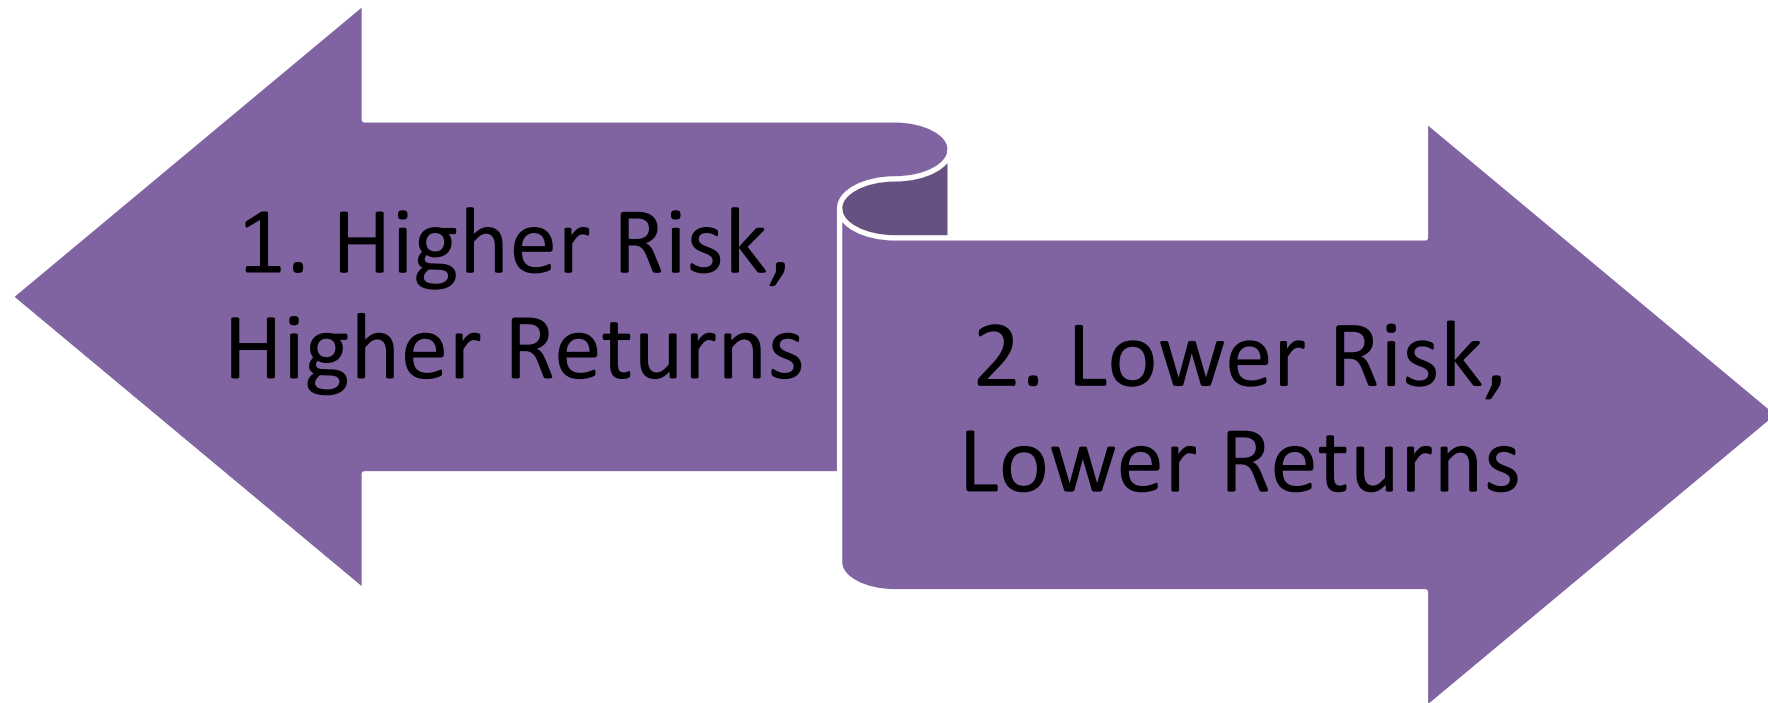 1. Higher Risk,
Higher Returns
2. Lower Risk,
Lower Returns